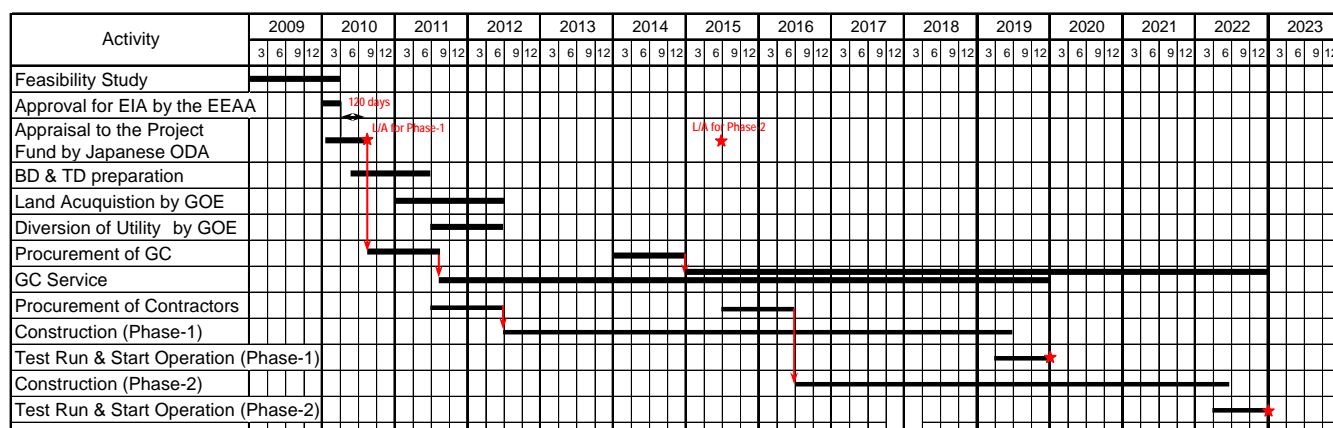 Activity 2009 2010 2011 2012 2013 2014 2015 2016 2017 2018 2019 2020 2021 2022 2023
3 6 9 12 3 6 9 12 3 6 9 12 3 6 9 12 3 6 9 12 3 6 9 12 3 6 9 12 3 6 9 12 3 6 9 12 3 6 9 12 3 6 9 12 3 6 9 12 3 6 9 12 3 6 9 12 3 6 9 12
Feasibility Study
Approval for EIA by the EEAA 120 days
Appraisal to the Project L/A for Phase-1 L/A for Phase-2
Fund by Japanese ODA
BD & TD preparation
Land Acuquistion by GOE
Diversion of Utility by GOE
Procurement of GC
GC Service
Procurement of Contractors
Construction (Phase-1)
Test Run & Start Operation (Phase-1)
Construction (Phase-2)
Test Run & Start Operation (Phase-2)